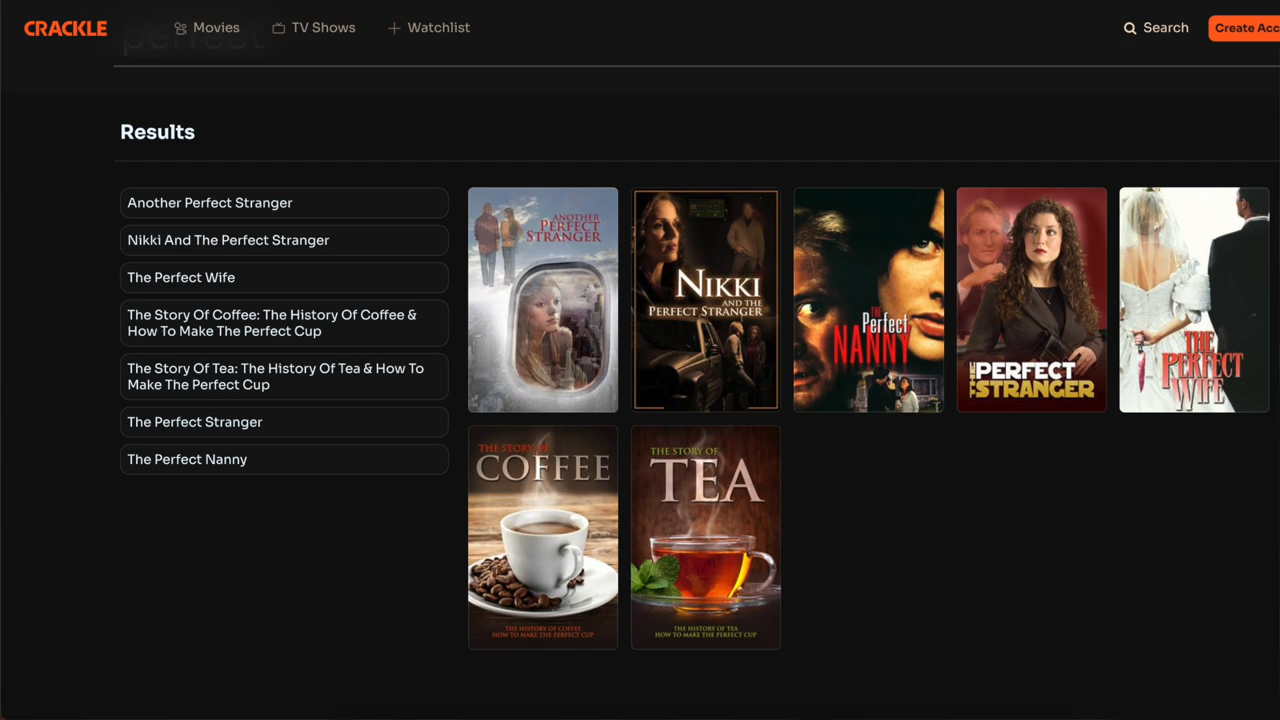 CRACKLE
Movies
TV Shows
Watchlist
Search
Create Acc
perfect
Results
Another Perfect Stranger
Nikki And The Perfect Stranger
The Perfect Wife
The Story Of Coffee: The History Of Coffee &
How To Make The Perfect Cup
The Story Of Tea: The History Of Tea & How To
Make The Perfect Cup
The Perfect Stranger
The Perfect Nanny
ANOTHER
PERFECT
STRANGER
NIKKI
AND THE
PERFECT STRANGER
THE
Perfect
NANNY
THE
PERFECT
STRANGER
THE
PERFECT
WIFE
THE STORY OF
COFFEE
THE HISTORY OF COFFEE
HOW TO MAKE THE PERFECT CUP
THE STORY OF
TEA
THE HISTORY OF TEA
HOW TO MAKE THE PERFECT CUP